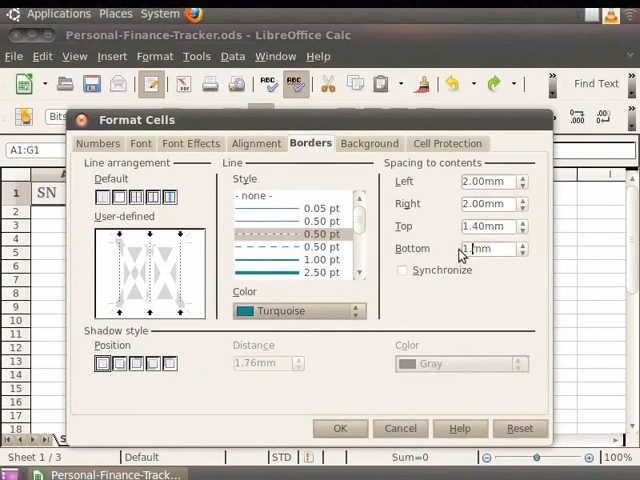 Applications Places System
Personal-Finance-Tracker.ods - LibreOffice Calc
File Edit View Insert Format Tools Data Window Help
ABC ABC Find Text
Bits
A1:G1
Format Cells
Numbers Font Font Effects Alignment Borders Background Cell Protection
Line arrangement Line Spacing to contents
Default Style Left 2.00mm
- none -
0.05 pt
User-defined 0.50 pt Right 2.00mm
0.50 pt Top 1.40mm
0.50 pt Bottom 1.mm
1.00 pt
2.50 pt Synchronize
Color
Turquoise
Shadow style
Position Distance Color
1.76mm Gray
OK Cancel Help Reset
I
1 SN
2
3
4
5
6
7
8
9
10
11
12
13
14
15
16
17
18
Sheet 1 / 3 Default STD Sum=0 100%
Personal-Finance-Track...